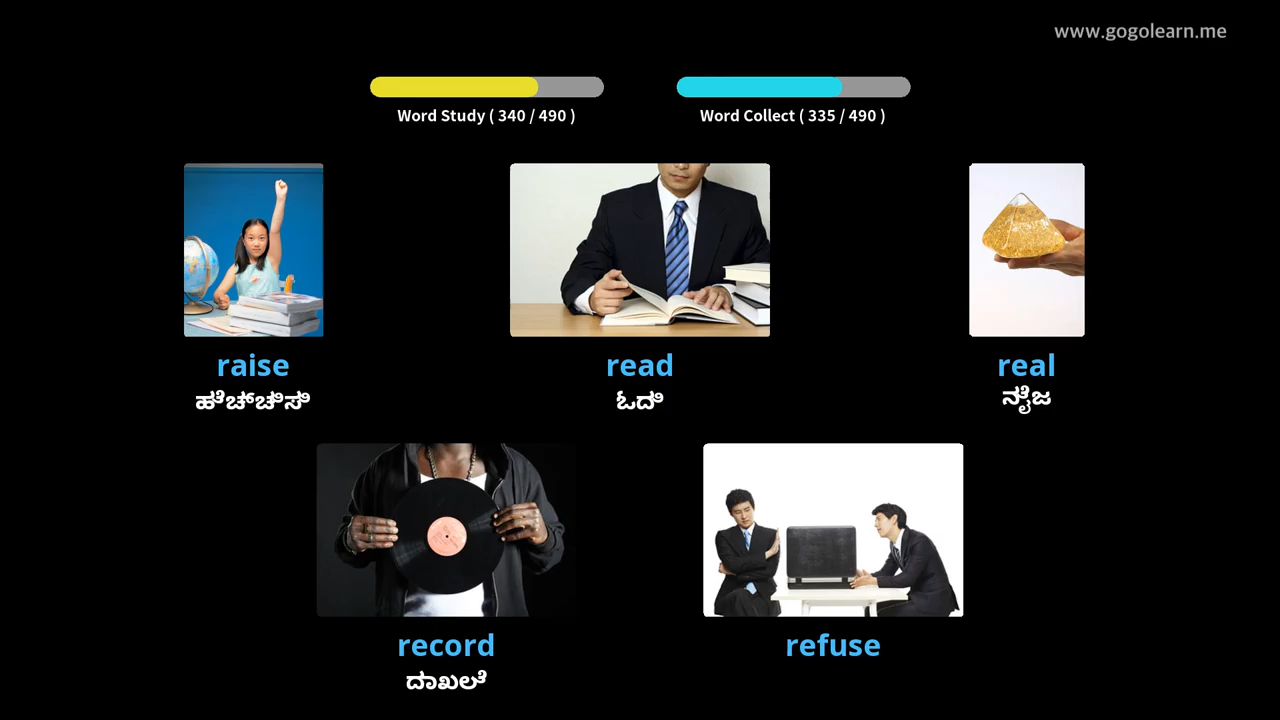 www.gogolearn.me
Word Study ( 340 / 490 )
Word Collect ( 335 / 490 )
raise
ಹೆಚ್ಚಿಸಿ
read
ಓದಿ
real
ನೈಜ
record
ದಾಖಲೆ
refuse